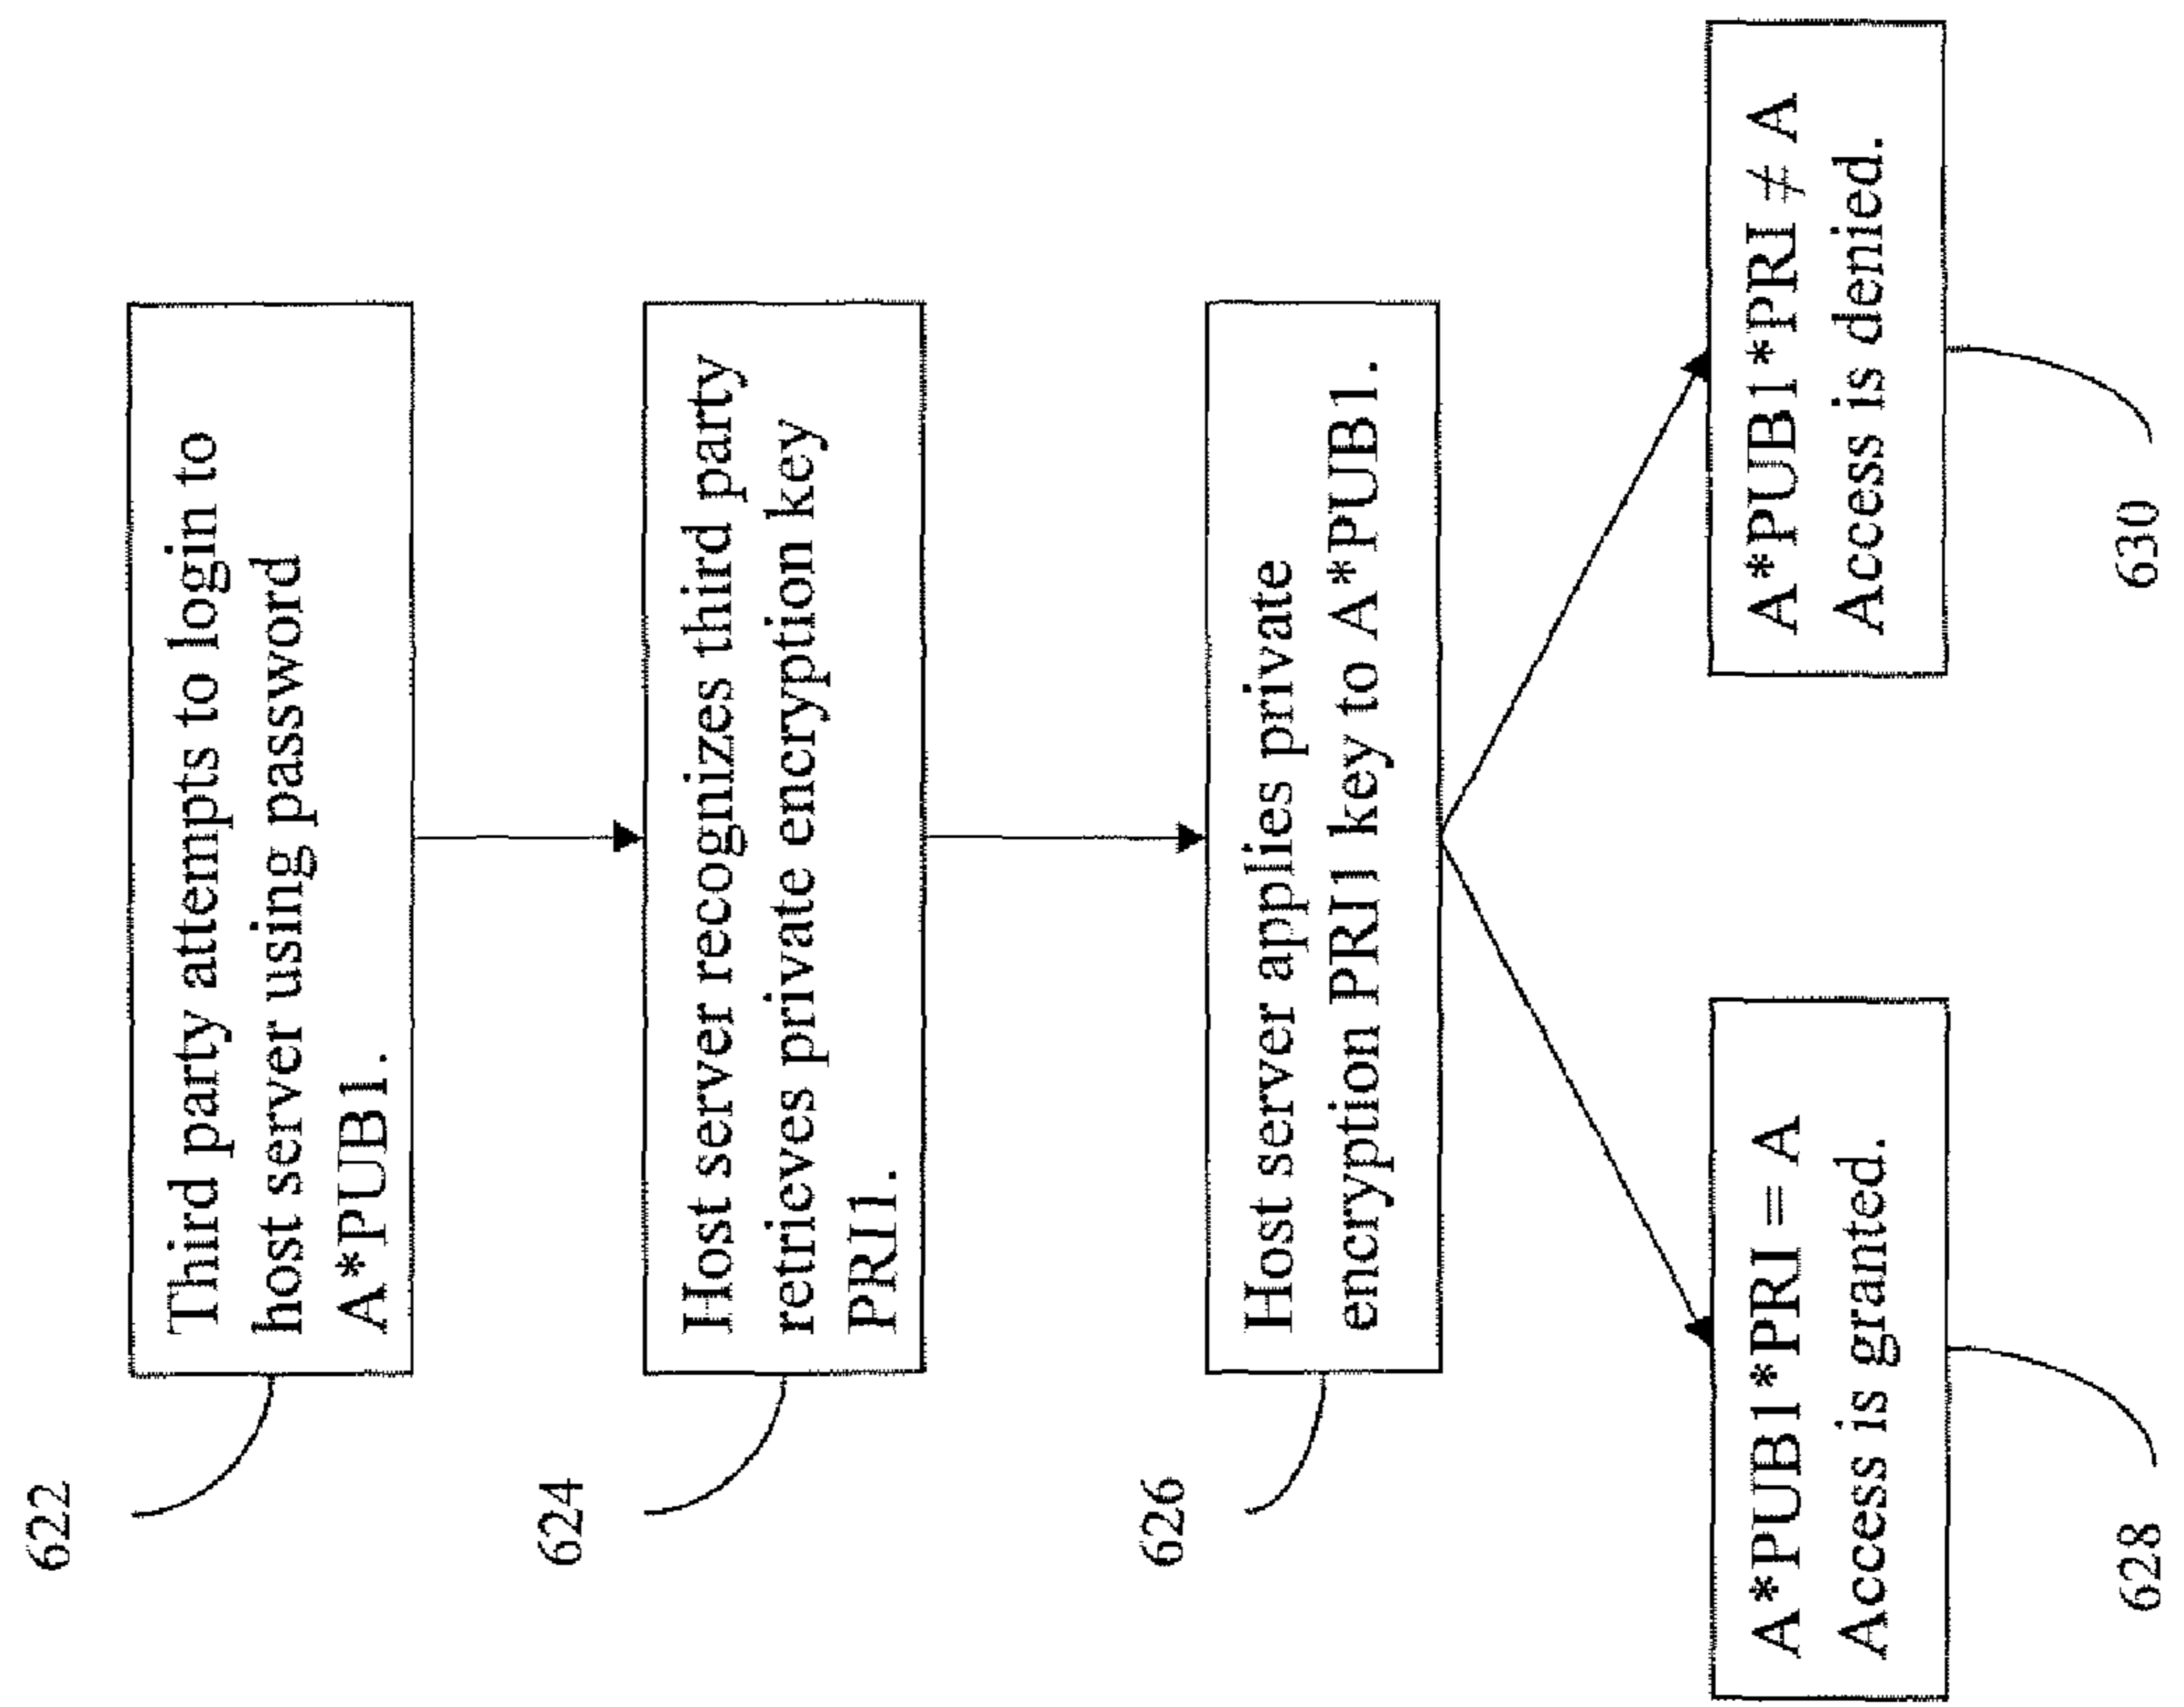 622
Third party attempts to login to
host server using password
A*PUB1.
624
Host server recognizes third party
retrieves private encryption key
PRI1.
626
Host server applies private
encryption PRI1 key to A*PUB1.
A*PUB1*PRI = A
Access is granted.
628
A*PUB1*PRI ≠ A
Access is denied.
630